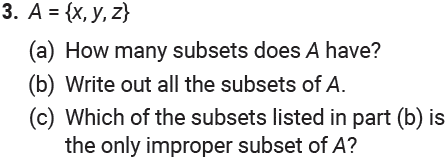 3. A = {x, y, z}
(a) How many subsets does A have?
(b) Write out all the subsets of A.
(c) Which of the subsets listed in part (b) is
the only improper subset of A?